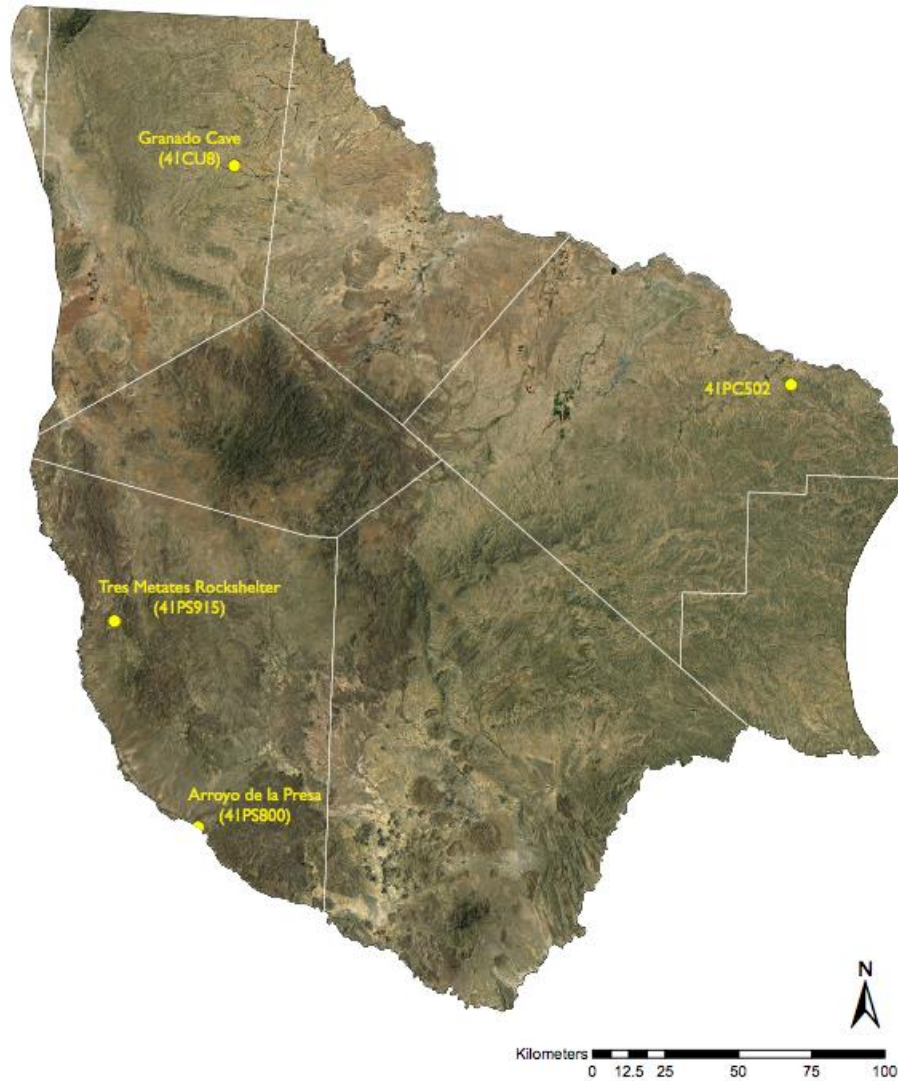 Granado Cave
(41CU8)
41PC502
Tres Metates Rockshelter
(41PS915)
Arroyo de la Presa
(41PS800)
N
Kilometers
0 12.5 25 50 75 100